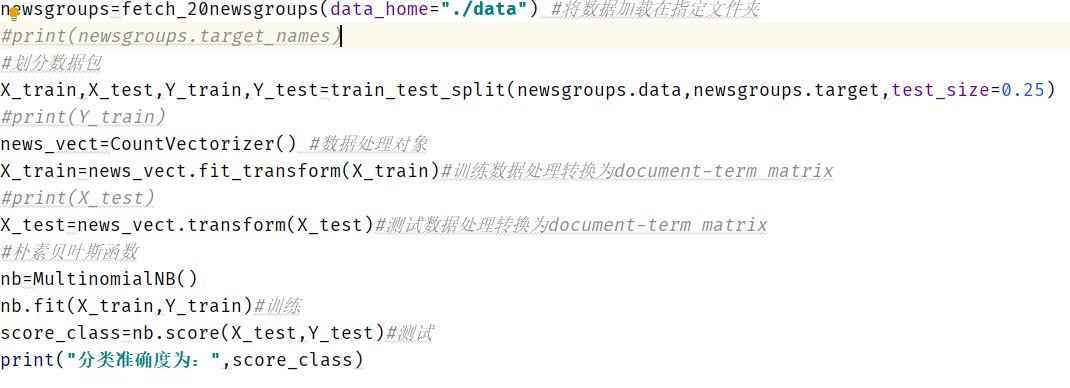 newsgroups=fetch_20newsgroups(data_home="./data") #将数据加载在指定文件夹
#print(newsgroups.target_names)
#划分数据包
X_train,X_test,Y_train,Y_test=train_test_split(newsgroups.data,newsgroups.target,test_size=0.25)
#print(Y_train)
news_vect=CountVectorizer() #数据处理对象
X_train=news_vect.fit_transform(X_train)#训练数据处理转换为document-term matrix
#print(X_test)
X_test=news_vect.transform(X_test)#测试数据处理转换为document-term matrix
#朴素贝叶斯函数
nb=MultinomialNB()
nb.fit(X_train,Y_train)#训练
score_class=nb.score(X_test,Y_test)#测试
print("分类准确度为：",score_class)